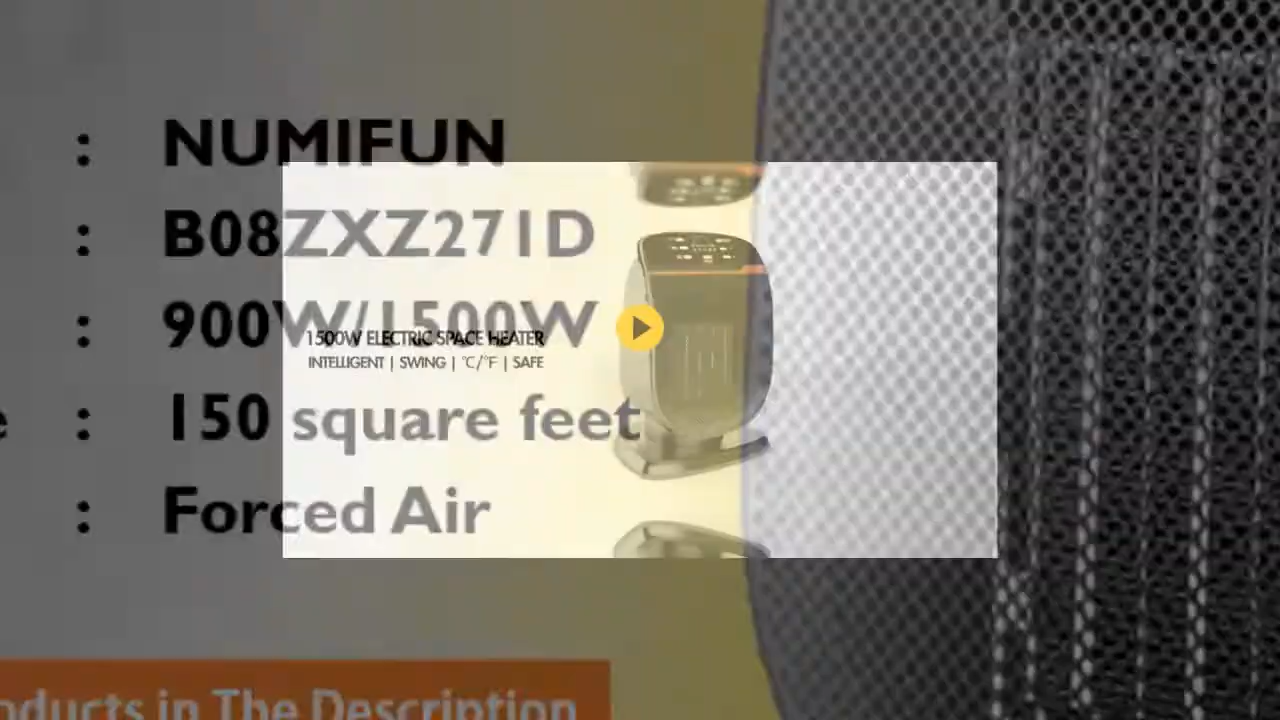 : NUMIFUN
: B08ZXZ271D
: 900W/1500W
1500W ELECTRIC SPACE HEATER
INTELLIGENT | SWING | °C/°F | SAFE
: 150 square feet
: Forced Air
in The Description